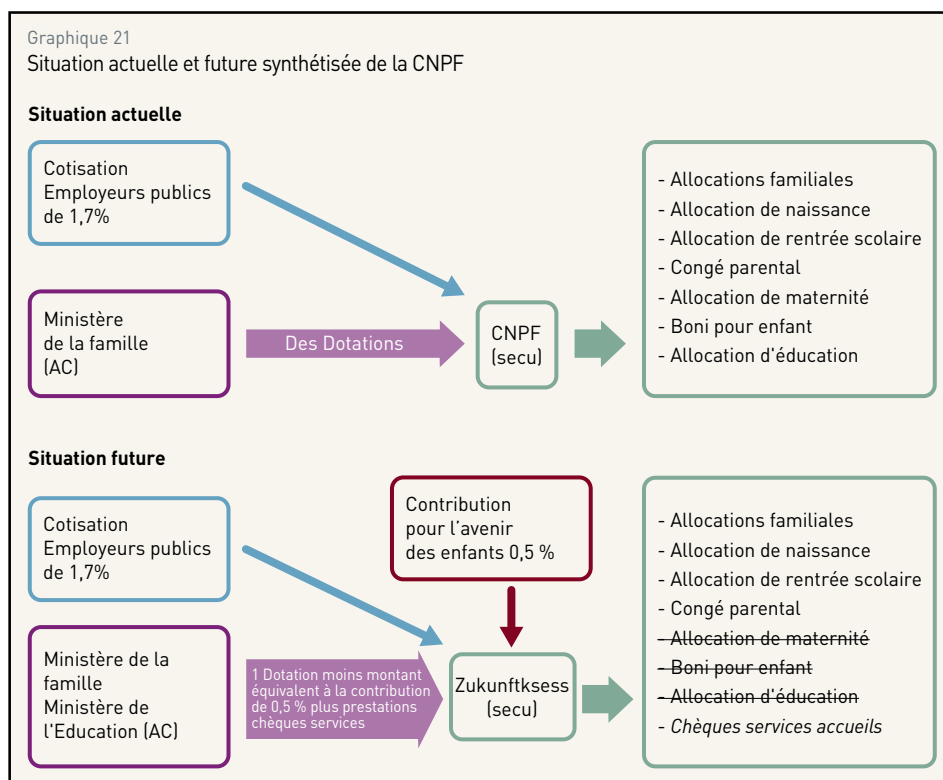 Graphique 21
Situation actuelle et future synthétisée de la CNPF
Situation actuelle
Cotisation
Employeurs publics
de 1,7%
Ministère
de la famille
(AC)
Des Dotations
CNPF
(secu)
- Allocations familiales
- Allocation de naissance
- Allocation de rentrée scolaire
- Congé parental
- Allocation de maternité
- Boni pour enfant
- Allocation d'éducation
Situation future
Cotisation
Employeurs publics
de 1,7%
Contribution
pour l’avenir
des enfants 0,5 %
Ministère de la
famille
Ministère de
l'Education (AC)
1 Dotation moins montant
équivalent à la contribution
de 0,5 % plus prestations
chèques services
Zukunftksess
(secu)
- Allocations familiales
- Allocation de naissance
- Allocation de rentrée scolaire
- Congé parental
- Allocation de maternité
- Boni pour enfant
- Allocation d'éducation
- Chèques services accueils